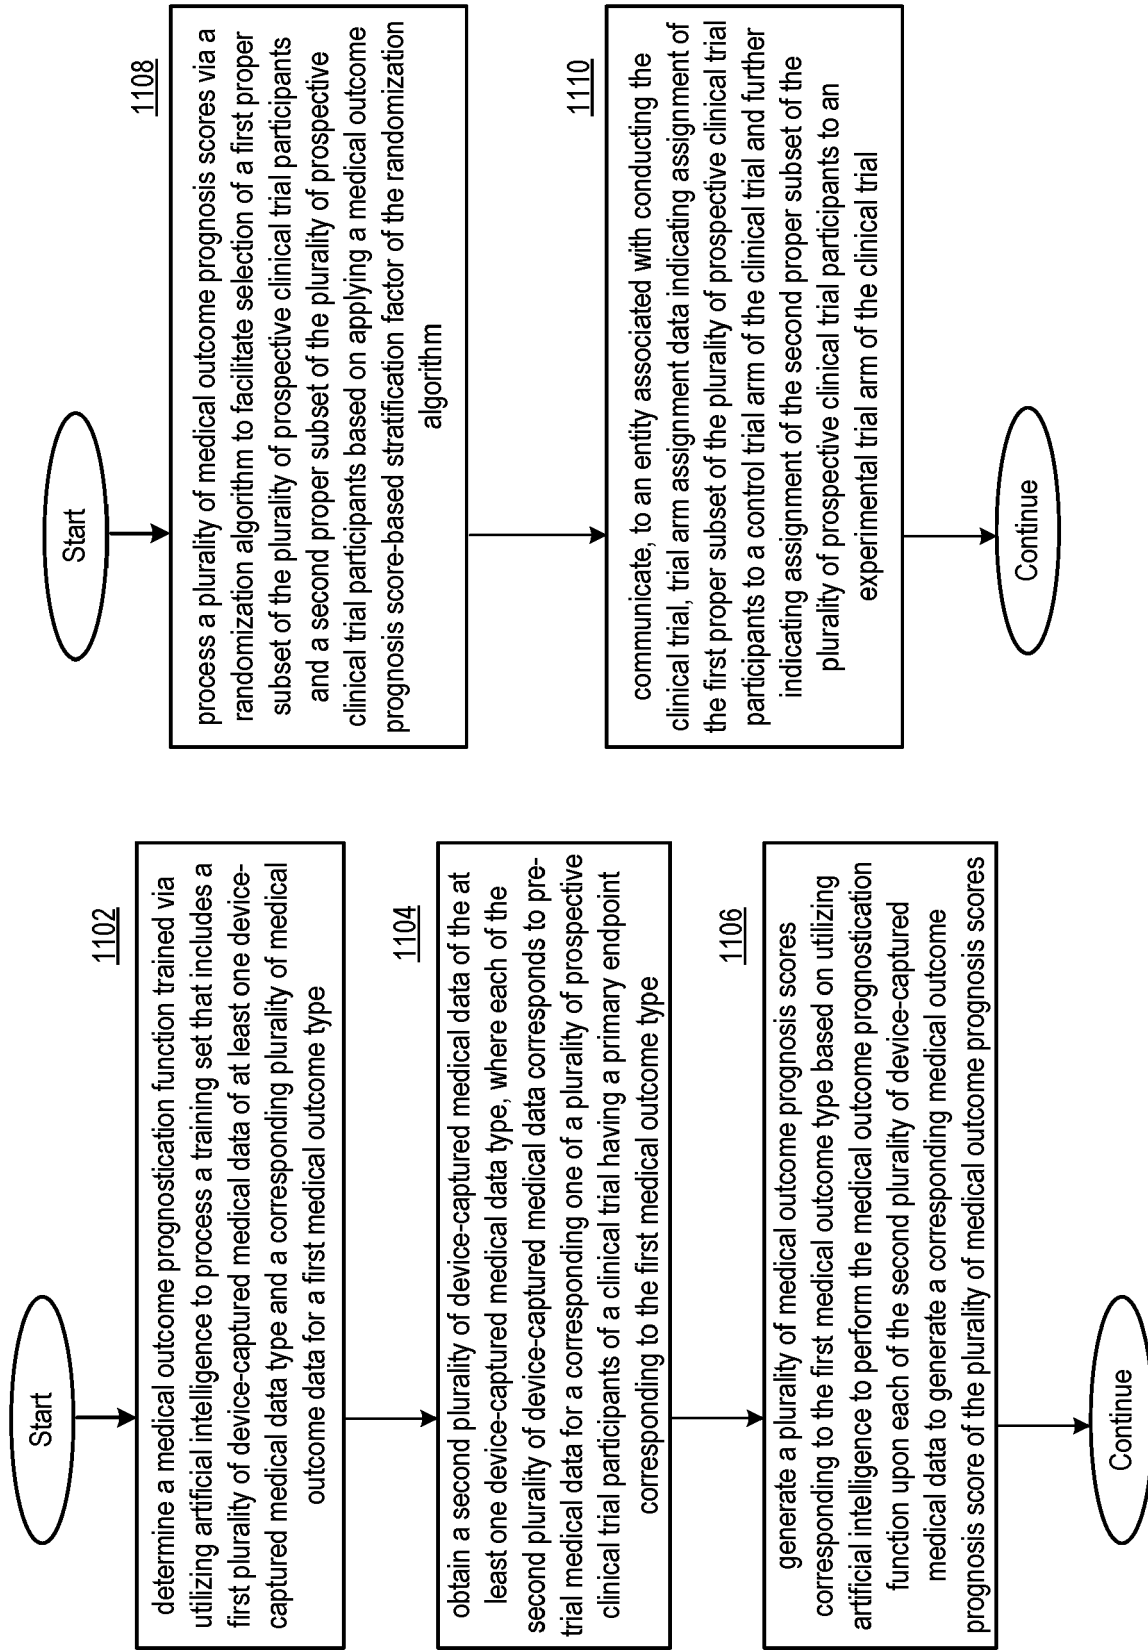 Start
1102
determine a medical outcome prognostication function trained via
utilizing artificial intelligence to process a training set that includes a
first plurality of device-captured medical data of at least one device-
captured medical data type and a corresponding plurality of medical
outcome data for a first medical outcome type
1104
obtain a second plurality of device-captured medical data of the at
least one device-captured medical data type, where each of the
second plurality of device-captured medical data corresponds to pre-
trial medical data for a corresponding one of a plurality of prospective
clinical trial participants of a clinical trial having a primary endpoint
corresponding to the first medical outcome type
1106
generate a plurality of medical outcome prognosis scores
corresponding to the first medical outcome type based on utilizing
artificial intelligence to perform the medical outcome prognostication
function upon each of the second plurality of device-captured
medical data to generate a corresponding medical outcome
prognosis score of the plurality of medical outcome prognosis scores
Continue
Start
1108
process a plurality of medical outcome prognosis scores via a
randomization algorithm to facilitate selection of a first proper
subset of the plurality of prospective clinical trial participants
and a second proper subset of the plurality of prospective
clinical trial participants based on applying a medical outcome
prognosis score-based stratification factor of the randomization
algorithm
1110
communicate, to an entity associated with conducting the
clinical trial, trial arm assignment data indicating assignment of
the first proper subset of the plurality of prospective clinical trial
participants to a control trial arm of the clinical trial and further
indicating assignment of the second proper subset of the
plurality of prospective clinical trial participants to an
experimental trial arm of the clinical trial
Continue